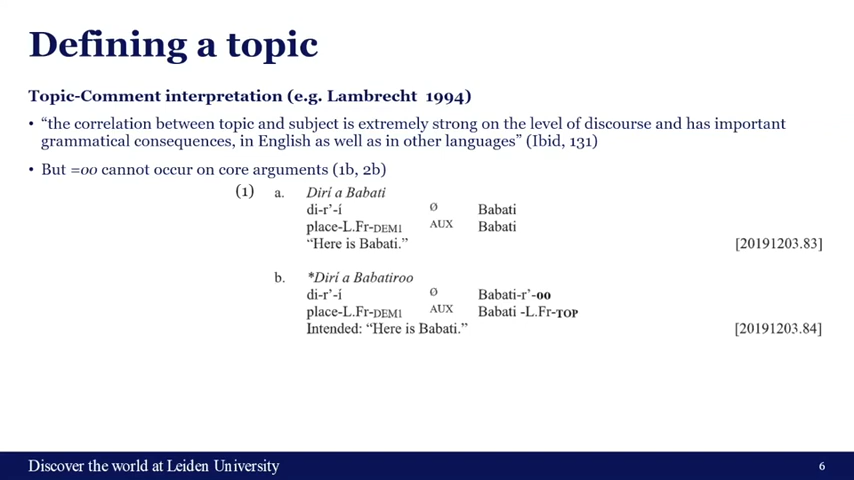 Defining a topic
Topic-Comment interpretation (e.g. Lambrecht 1994)
• “the correlation between topic and subject is extremely strong on the level of discourse and has important
grammatical consequences, in English as well as in other languages” (Ibid, 131)
• But =oo cannot occur on core arguments (1b, 2b)
(1) a. Dirí a Babati
di-r’-í Ø Babati
place-L.Fr-DEM1 AUX Babati
“Here is Babati.” [20191203.83]
b. *Dirí a Babatiroo
di-r’-í Ø Babati-r’-oo
place-L.Fr-DEM1 AUX Babati -L.Fr-TOP
Intended: “Here is Babati.” [20191203.84]
Discover the world at Leiden University 6